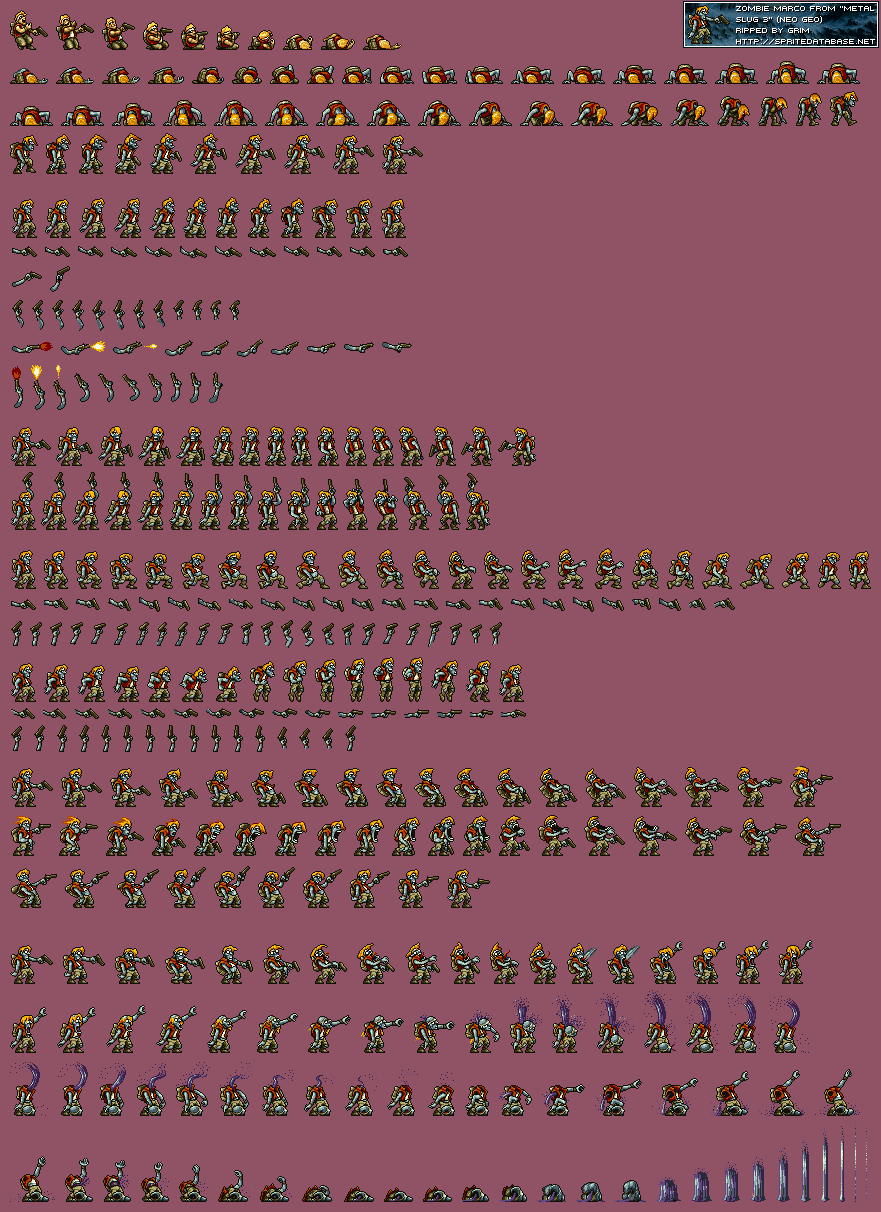 ZOMBIE MARCO FROM "METAL
SLUG 3" (NEO GEO)
RIPPED BY GRIM
HTTP://SPRITEDATABASE.NET